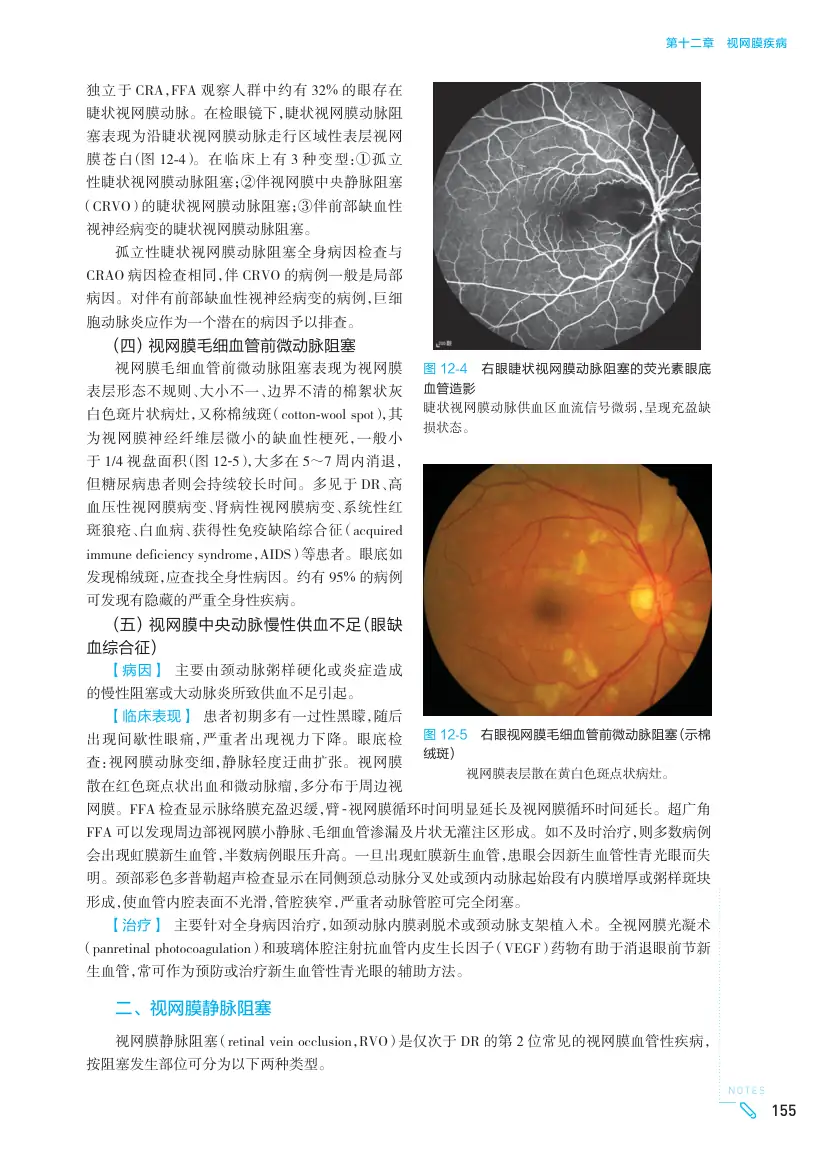 第十二章 视网膜疾病
独立于 CRA,FFA 观察人群中约有 32% 的眼存在
睫状视网膜动脉。在检眼镜下,睫状视网膜动脉阻
塞表现为沿睫状视网膜动脉走行区域性表层视网
膜苍白(图 12-4)。在临床上有 3 种变型:①孤立
性睫状视网膜动脉阻塞;②伴视网膜中央静脉阻塞
(CRVO)的睫状视网膜动脉阻塞;③伴前部缺血性
视神经病变的睫状视网膜动脉阻塞。
孤立性睫状视网膜动脉阻塞全身病因检查与
CRAO 病因检查相同,伴 CRVO 的病例一般是局部
病因。对伴有前部缺血性视神经病变的病例,巨细
胞动脉炎应作为一个潜在的病因予以排查。
(四)视网膜毛细血管前微动脉阻塞
视网膜毛细血管前微动脉阻塞表现为视网膜
表层形态不规则、大小不一、边界不清的棉絮状灰
白色斑片状病灶,又称棉绒斑(cotton-wool spot),其
为视网膜神经纤维层微小的缺血性梗死,一般小
于 1/4 视盘面积(图 12-5),大多在 5~7 周内消退,
但糖尿病患者则会持续较长时间。多见于 DR、高
血压性视网膜病变、肾病性视网膜病变、系统性红
斑狼疮、白血病、获得性免疫缺陷综合征(acquired
immune deficiency syndrome,AIDS)等患者。眼底如
发现棉绒斑,应查找全身性病因。约有 95% 的病例
可发现有隐藏的严重全身性疾病。
(五)视网膜中央动脉慢性供血不足(眼缺
血综合征)
【病因】 主要由颈动脉粥样硬化或炎症造成
的慢性阻塞或大动脉炎所致供血不足引起。
【临床表现】 患者初期多有一过性黑矇,随后
出现间歇性眼痛,严重者出现视力下降。眼底检
查:视网膜动脉变细,静脉轻度迂曲扩张。视网膜
散在红色斑点状出血和微动脉瘤,多分布于周边视
网膜。FFA 检查显示脉络膜充盈迟缓,臂-视网膜循环时间明显延长及视网膜循环时间延长。超广角
FFA 可以发现周边部视网膜小静脉、毛细血管渗漏及片状无灌注区形成。如不及时治疗,则多数病例
会出现虹膜新生血管,半数病例眼压升高。一旦出现虹膜新生血管,患眼会因新生血管性青光眼而失
明。颈部彩色多普勒超声检查显示在同侧颈总动脉分叉处或颈内动脉起始段有内膜增厚或粥样斑块
形成,使血管内腔表面不光滑,管腔狭窄,严重者动脉管腔可完全闭塞。
【治疗】 主要针对全身病因治疗,如颈动脉内膜剥脱术或颈动脉支架植入术。全视网膜光凝术
(panretinal photocoagulation)和玻璃体腔注射抗血管内皮生长因子(VEGF)药物有助于消退眼前节新
生血管,常可作为预防或治疗新生血管性青光眼的辅助方法。
图 12-4 右眼睫状视网膜动脉阻塞的荧光素眼底
血管造影
睫状视网膜动脉供血区血流信号微弱,呈现充盈缺
损状态。
图 12-5 右眼视网膜毛细血管前微动脉阻塞(示棉
绒斑)
视网膜表层散在黄白色斑点状病灶。
二、视网膜静脉阻塞
视网膜静脉阻塞(retinal vein occlusion,RVO)是仅次于 DR 的第 2 位常见的视网膜血管性疾病,
按阻塞发生部位可分为以下两种类型。
NOTES
155